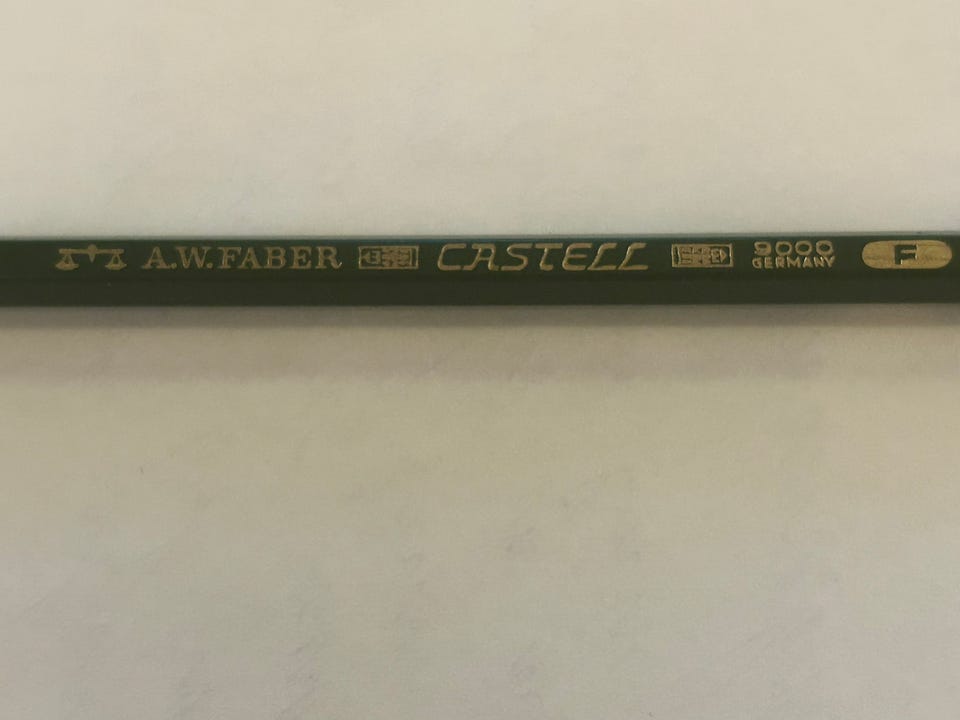 A.W.FABER CASTELL 9000
GERMANY
F